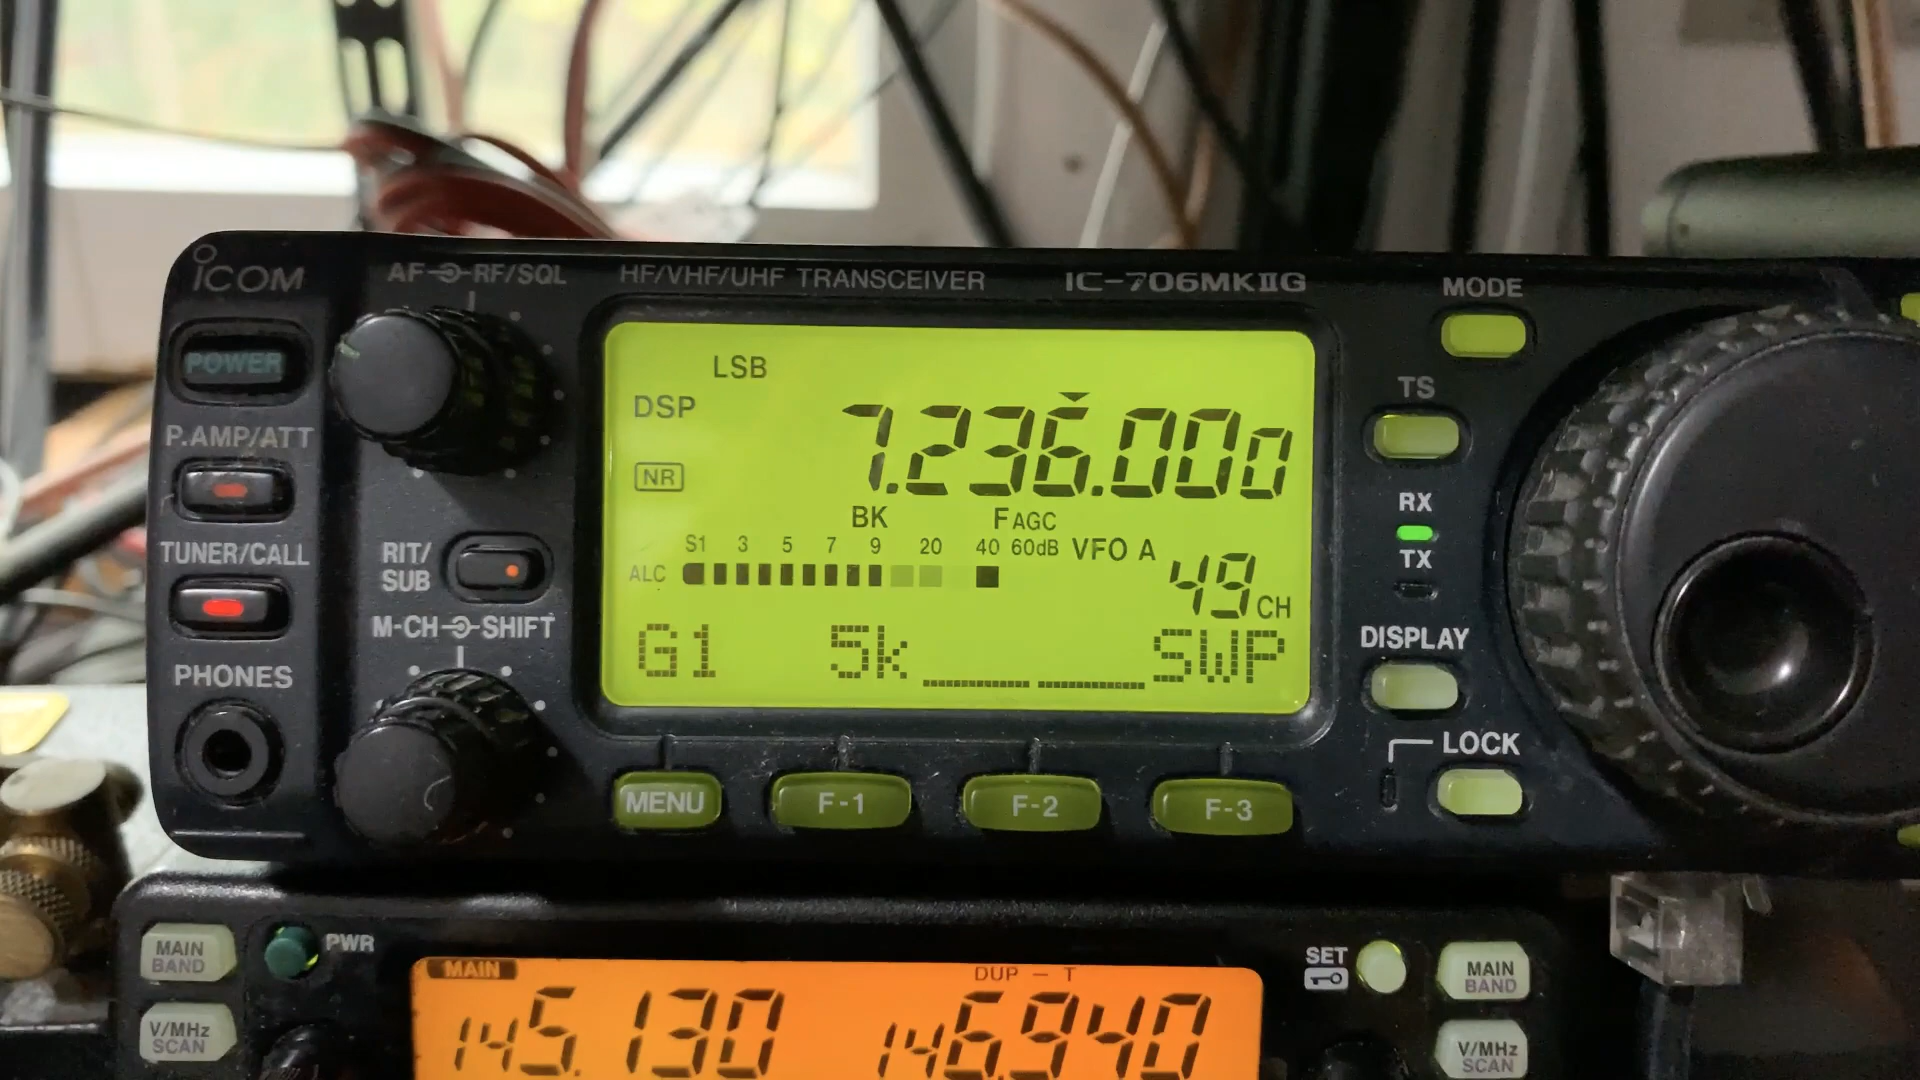 ICOM
AF RF/SQL
HF/VHF/UHF TRANSCEIVER
IC-706MKIIG
MODE
POWER
LSB
DSP
7.236.000
TS
P.AMP/ATT
NR
BK
FAGC
RX
S1 3 5 7 9 20 40 60dB VFO A
TUNER/CALL
RIT/
SUB
ALC
49CH
TX
M-CH SHIFT
G1 5k SWP
DISPLAY
PHONES
LOCK
MENU
F-1
F-2
F-3
MAIN
BAND
PWR
MAIN
DUP - T
SET
MAIN
BAND
145.130
146.940
V/MHz
SCAN
V/MHz
SCAN